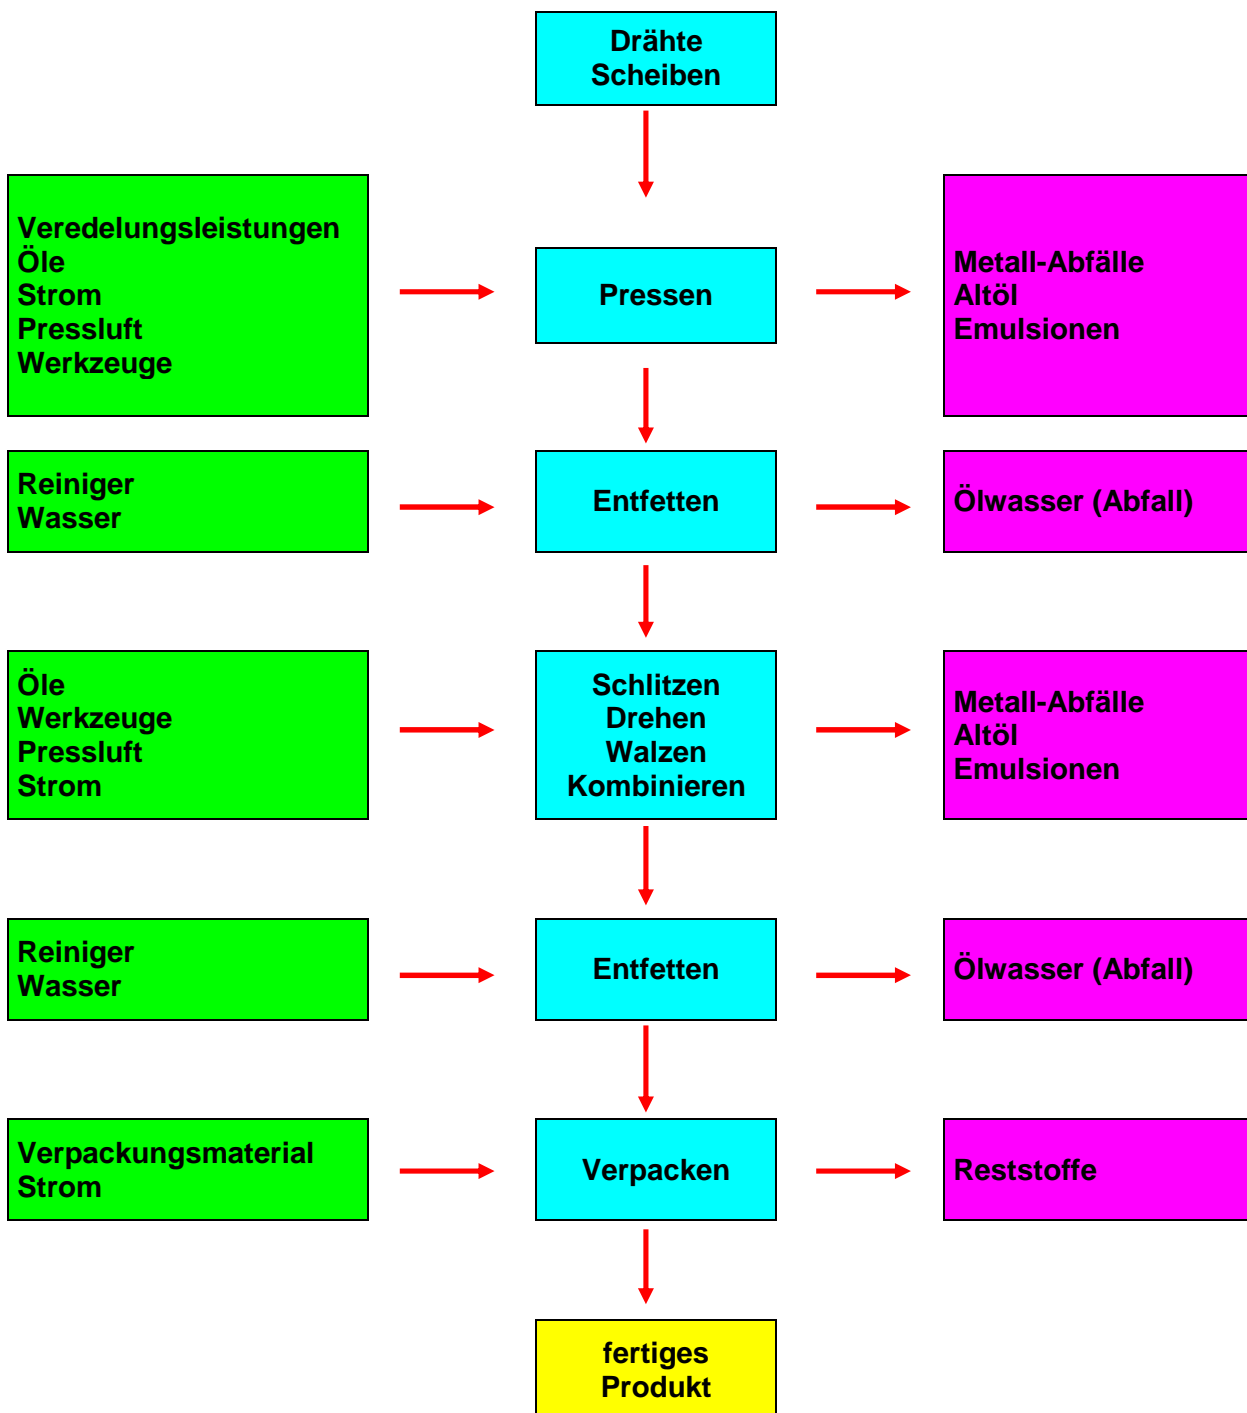 Drähte
Scheiben
Veredelungsleistungen
Öle
Strom
Pressluft
Werkzeuge
Pressen
Metall-Abfälle
Altöl
Emulsionen
Reiniger
Wasser
Entfetten
Ölwasser (Abfall)
Öle
Werkzeuge
Pressluft
Strom
Schlitzen
Drehen
Walzen
Kombinieren
Metall-Abfälle
Altöl
Emulsionen
Reiniger
Wasser
Entfetten
Ölwasser (Abfall)
Verpackungsmaterial
Strom
Verpacken
Reststoffe
fertiges
Produkt